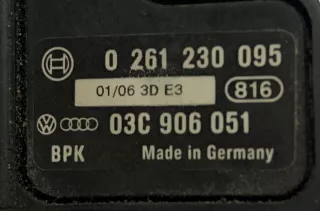 0 261 230 095
01/06 3D E3 816
03C 906 051
BPK Made in Germany